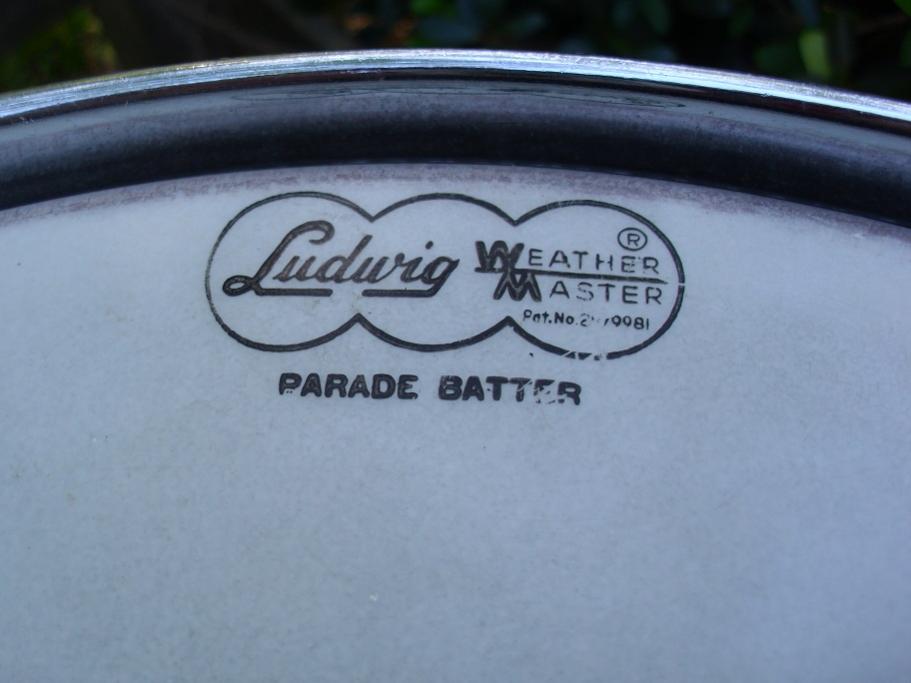 Ludwig WEATHER MASTER ®
Pat. No.
PARADE BATTER